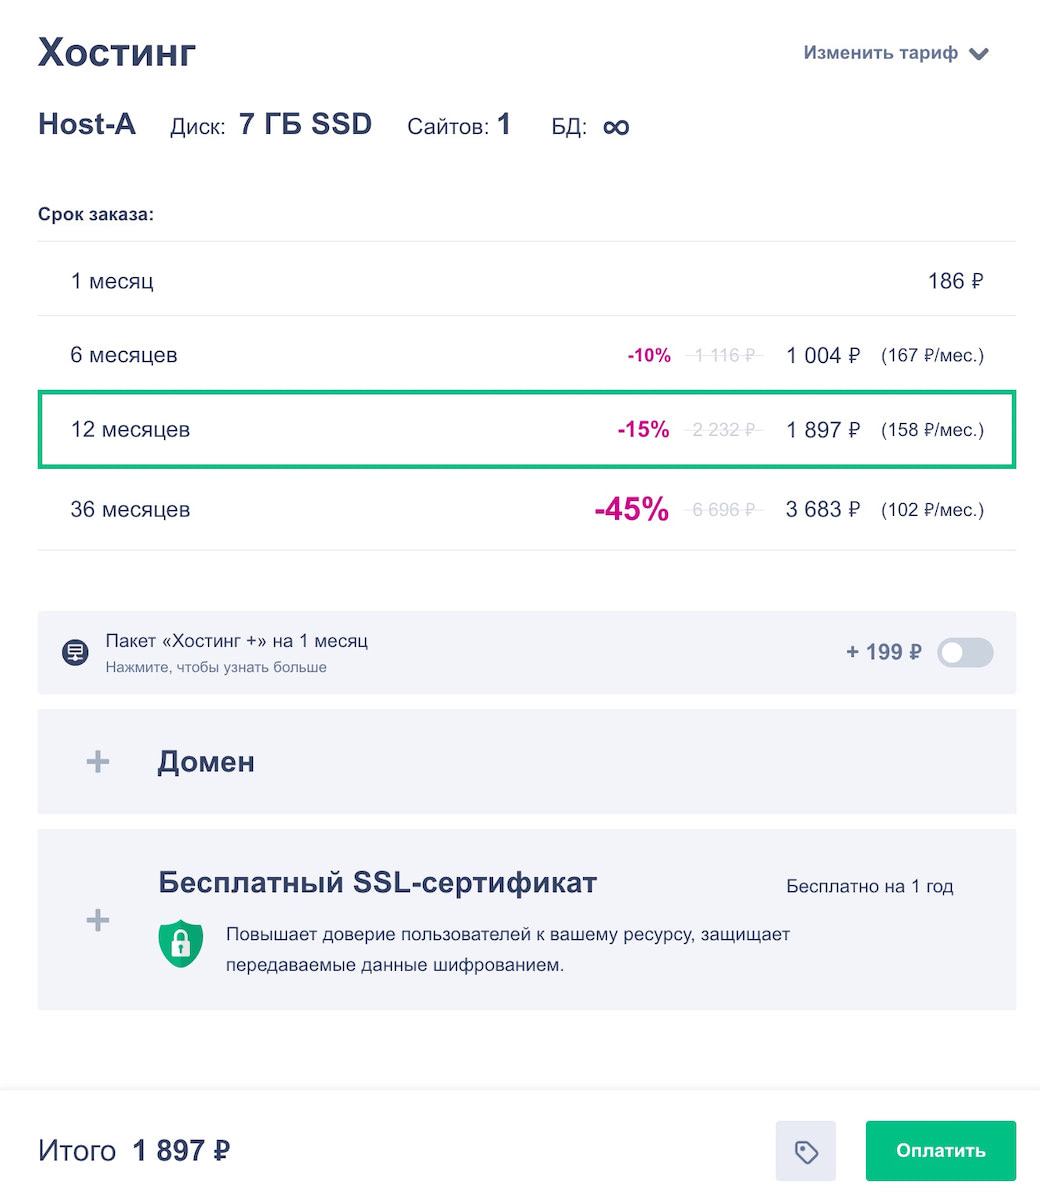 Хостинг
Изменить тариф
Host-A Диск: 7 ГБ SSD Сайтов: 1 БД: ∞
Срок заказа:
1 месяц 186 ₽
6 месяцев -10% 1 116 ₽ 1 004 ₽ (167 ₽/мес.)
12 месяцев -15% 2 232 ₽ 1 897 ₽ (158 ₽/мес.)
36 месяцев -45% 6 696 ₽ 3 683 ₽ (102 ₽/мес.)
Пакет «Хостинг +» на 1 месяц
Нажмите, чтобы узнать больше
+ 199 ₽
Домен
Бесплатный SSL-сертификат
Бесплатно на 1 год
Повышает доверие пользователей к вашему ресурсу, защищает
передаваемые данные шифрованием.
Итого 1 897 ₽
Оплатить